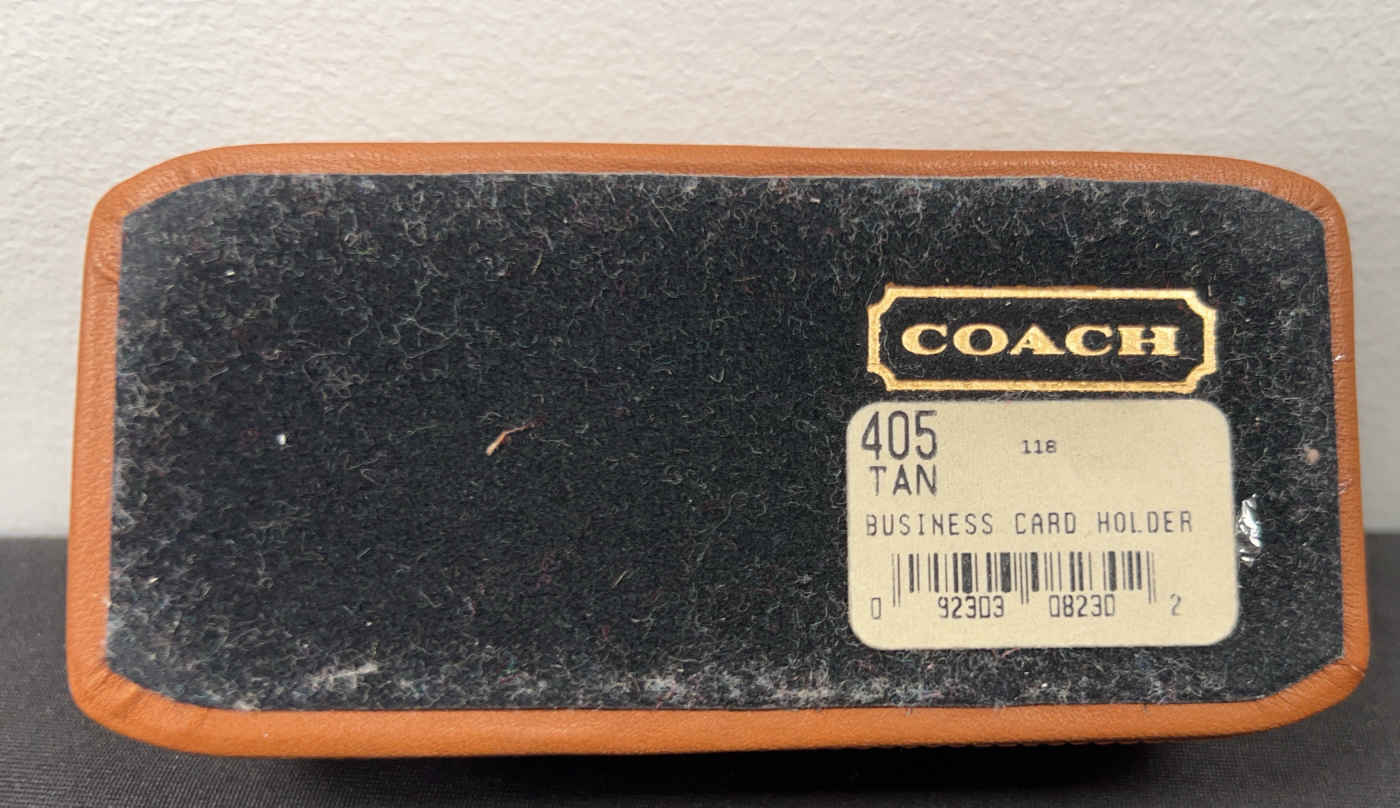 COACH
405
118
TAN
BUSINESS CARD HOLDER
0 92303 08230 2